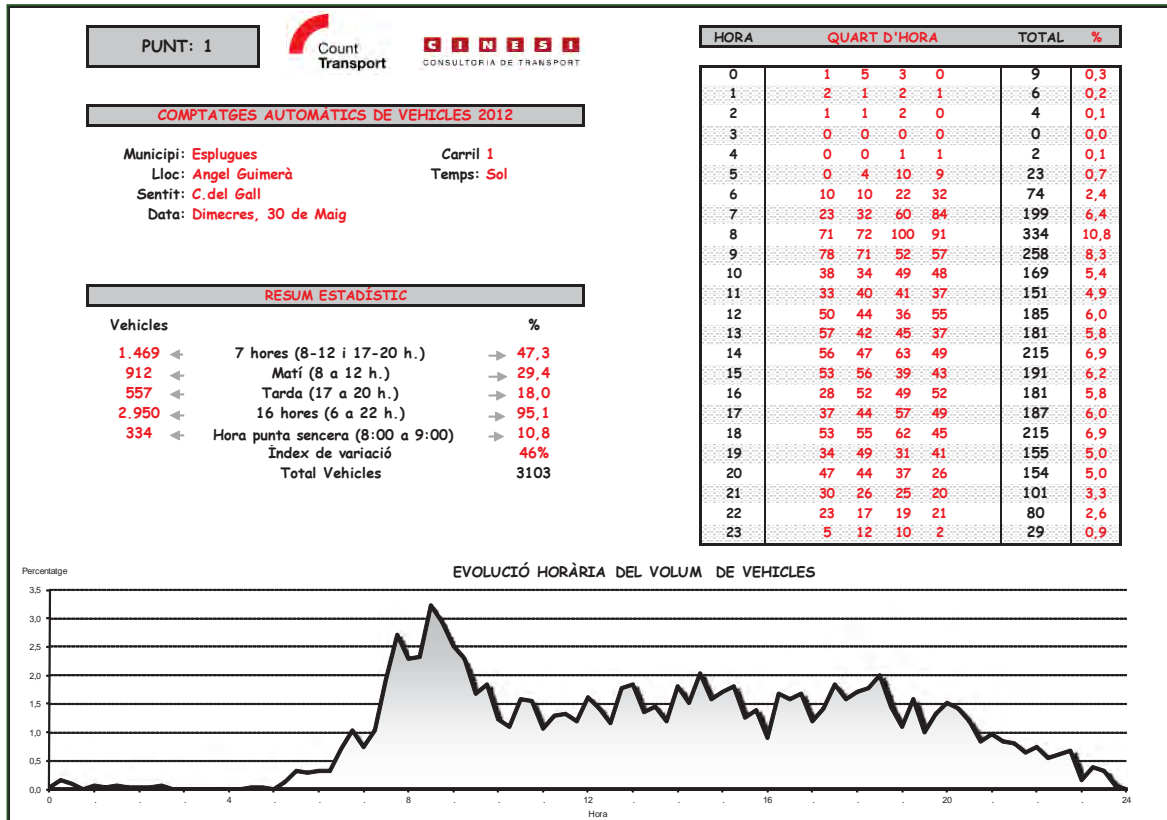 PUNT: 1
Count
Transport
CINESI
CONSULTORIA DE TRANSPORT
COMPTATGES AUTOMÀTICS DE VEHICLES 2012
Municipi: Esplugues Carril 1
Lloc: Angel Guimerà Temps: Sol
Sentit: C.del Gall
Data: Dimecres, 30 de Maig
RESUM ESTADÍSTIC
Vehicles %
1.469 7 hores (8-12 i 17-20 h.) 47,3
912 Matí (8 a 12 h.) 29,4
557 Tarda (17 a 20 h.) 18,0
2.950 16 hores (6 a 22 h.) 95,1
334 Hora punta sencera (8:00 a 9:00) 10,8
Índex de variació 46%
Total Vehicles 3103
HORA QUART D'HORA TOTAL %
0 1 5 3 0 9 0,3
1 2 1 2 1 6 0,2
2 1 1 2 0 4 0,1
3 0 0 0 0 0 0,0
4 0 0 1 1 2 0,1
5 0 4 10 9 23 0,7
6 10 10 22 32 74 2,4
7 23 32 60 84 199 6,4
8 71 72 100 91 334 10,8
9 78 71 52 57 258 8,3
10 38 34 49 48 169 5,4
11 33 40 41 37 151 4,9
12 50 44 36 55 185 6,0
13 57 42 45 37 181 5,8
14 56 47 63 49 215 6,9
15 53 56 39 43 191 6,2
16 28 52 49 52 181 5,8
17 37 44 57 49 187 6,0
18 53 55 62 45 215 6,9
19 34 49 31 41 155 5,0
20 47 44 37 26 154 5,0
21 30 26 25 20 101 3,3
22 23 17 19 21 80 2,6
23 5 12 10 2 29 0,9
EVOLUCIÓ HORÀRIA DEL VOLUM DE VEHICLES
Percentatge
3,5
3,0
2,5
2,0
1,5
1,0
0,5
0,0
0 . . . 4 . . . 8 . . . 12 . . . 16 . . . 20 . . . 24
Hora